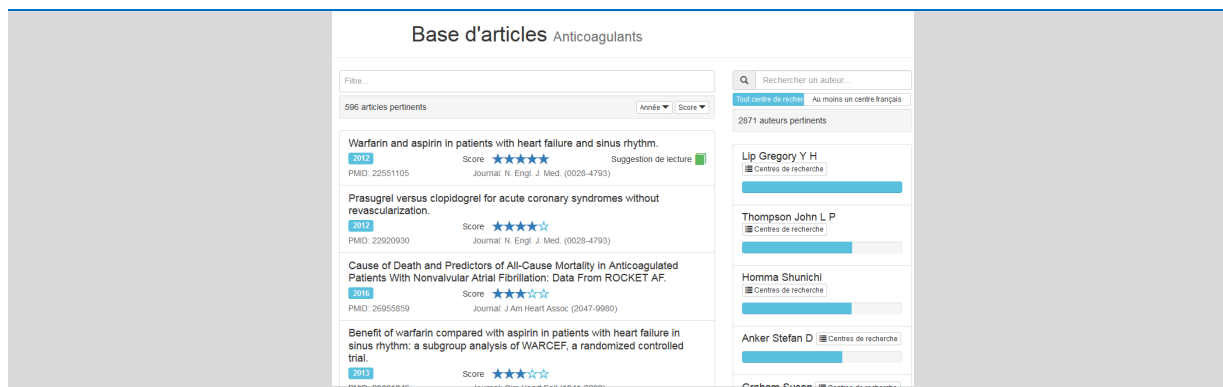 Base d'articles Anticoagulants
Filtre...
596 articles pertinents
Année
Score
Warfarin and aspirin in patients with heart failure and sinus rhythm.
2012
Score
Suggestion de lecture
PMID: 22551105
Journal: N. Engl. J. Med. (0028-4793)
Prasugrel versus clopidogrel for acute coronary syndromes without
revascularization.
2012
Score
PMID: 22920930
Journal: N. Engl. J. Med. (0028-4793)
Cause of Death and Predictors of All-Cause Mortality in Anticoagulated
Patients With Nonvalvular Atrial Fibrillation: Data From ROCKET AF.
2016
Score
PMID: 26955859
Journal: J Am Heart Assoc (2047-9980)
Benefit of warfarin compared with aspirin in patients with heart failure in
sinus rhythm: a subgroup analysis of WARCEF, a randomized controlled
trial.
2013
Score
Rechercher un auteur...
Tout centre de recher
Au moins un centre français
2871 auteurs pertinents
Lip Gregory Y H
Centres de recherche
Thompson John L P
Centres de recherche
Homma Shunichi
Centres de recherche
Anker Stefan D
Centres de recherche